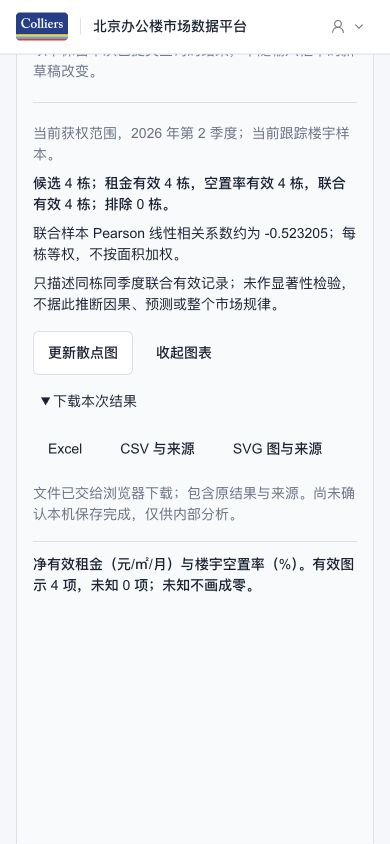 Colliers
北京办公楼市场数据平台
草稿改变。
当前获权范围，2026 年第 2 季度；当前跟踪楼宇样
本。
候选 4 栋；租金有效 4 栋，空置率有效 4 栋，联合
有效 4 栋；排除 0 栋。
联合样本 Pearson 线性相关系数约为 -0.523205；每
栋等权，不按面积加权。
只描述同栋同季度联合有效记录；未作显著性检验，
不据此推断因果、预测或整个市场规律。
更新散点图 收起图表
▼下载本次结果
Excel CSV 与来源 SVG 图与来源
文件已交给浏览器下载；包含原结果与来源。尚未确
认本机保存完成，仅供内部分析。
净有效租金（元/㎡/月）与楼宇空置率（%）。有效图
示 4 项，未知 0 项；未知不画成零。